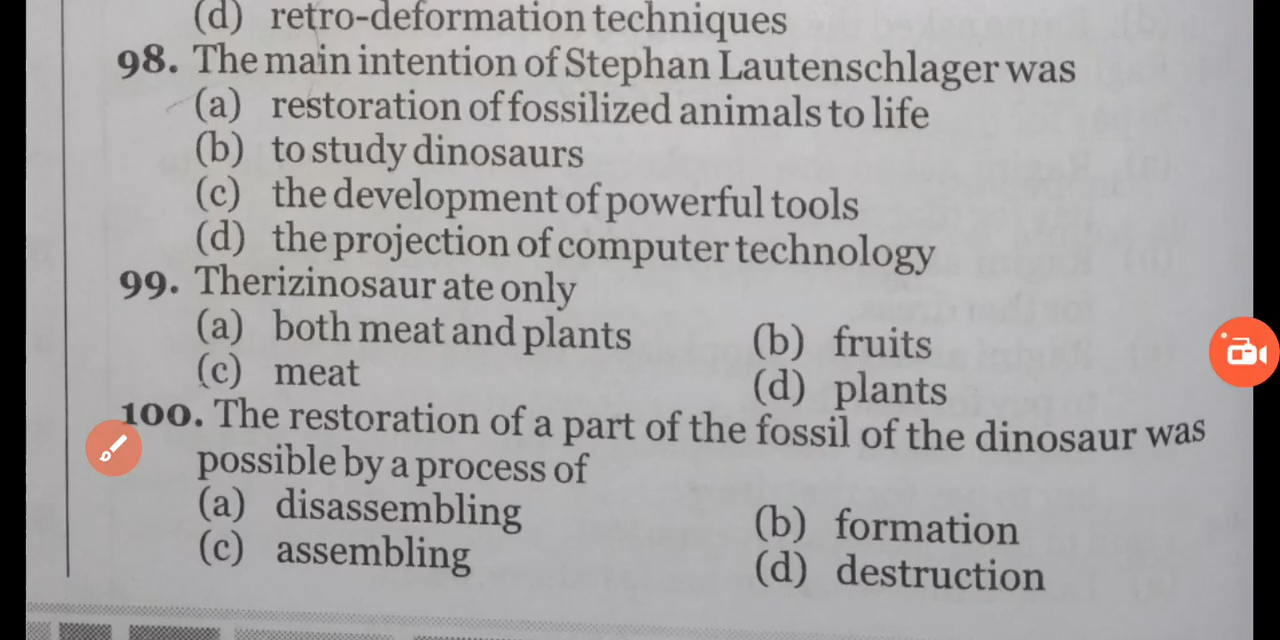 (d) retro-deformation techniques
98. The main intention of Stephan Lautenschlager was
(a) restoration of fossilized animals to life
(b) to study dinosaurs
(c) the development of powerful tools
(d) the projection of computer technology
99. Therizinosaur ate only
(a) both meat and plants (b) fruits
(c) meat (d) plants
100. The restoration of a part of the fossil of the dinosaur was
possible by a process of
(a) disassembling (b) formation
(c) assembling (d) destruction